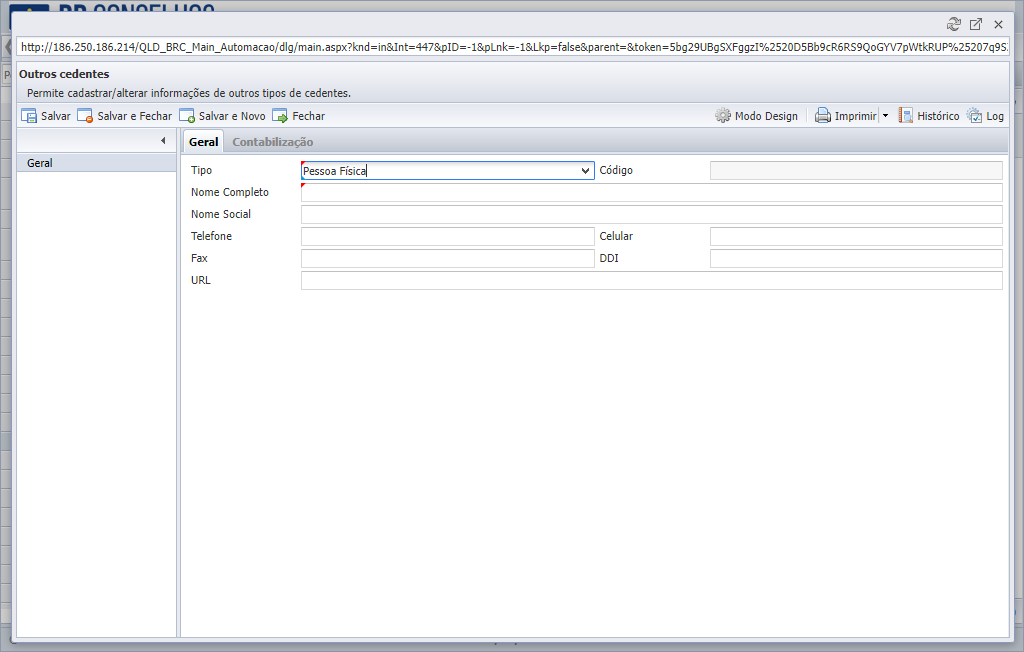 http://186.250.186.214/QLD_BRC_Main_Automacao/dlg/main.aspx?knd=in&Int=447&pID=-1&pLnk=-1&Lkp=false&parent=&token=5bg29UBgSXFggzI%2520D5Bb9cR6RS9QoGYV7pWtkRUP%25207q9S
Outros cedentes
Permite cadastrar/alterar informações de outros tipos de cedentes.
Salvar Salvar e Fechar Salvar e Novo Fechar Modo Design Imprimir Histórico Log
Geral Contabilização
Geral
Tipo Pessoa Física Código
Nome Completo
Nome Social
Telefone Celular
Fax DDI
URL